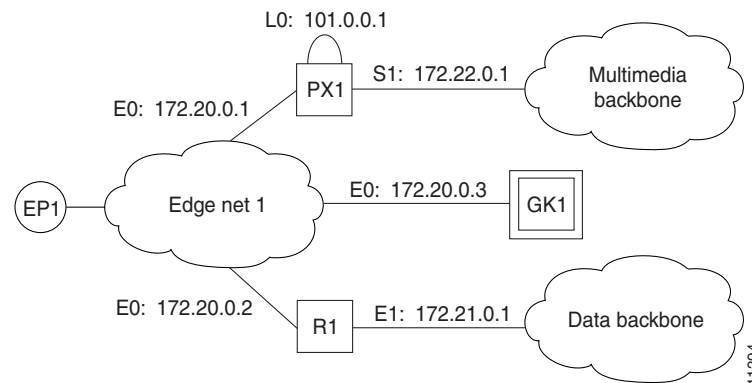 L0: 101.0.0.1
PX1
S1: 172.22.0.1
Multimedia
backbone
E0: 172.20.0.1
EP1
Edge net 1
E0: 172.20.0.3
GK1
E0: 172.20.0.2
R1
E1: 172.21.0.1
Data backbone